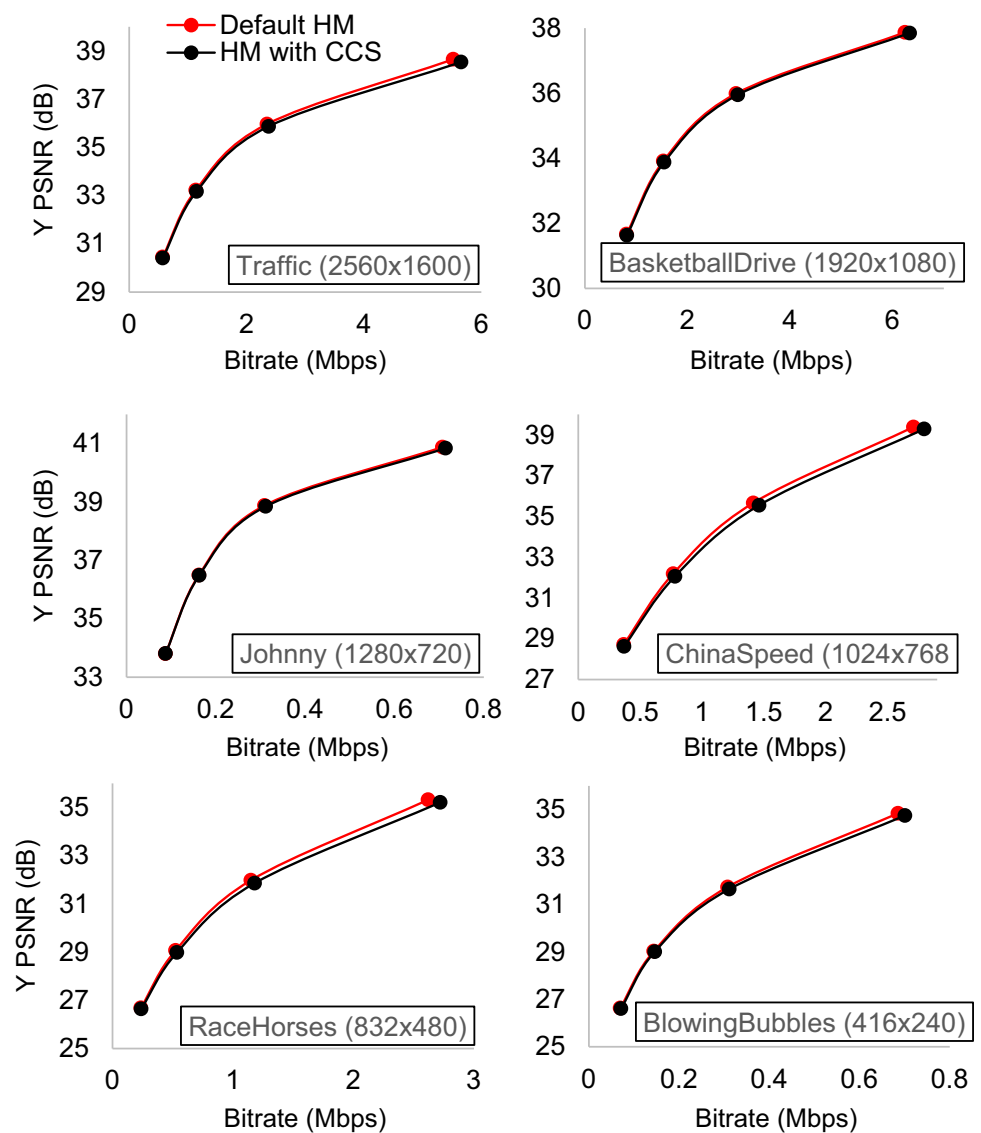 Default HM
HM with CCS
Y PSNR (dB)
39
37
35
33
31
29
Traffic (2560x1600)
0 2 4 6
Bitrate (Mbps)
38
36
34
32
30
BasketballDrive (1920x1080)
0 2 4 6
Bitrate (Mbps)
Y PSNR (dB)
41
39
37
35
33
Johnny (1280x720)
0 0.2 0.4 0.6 0.8
Bitrate (Mbps)
39
37
35
33
31
29
27
ChinaSpeed (1024x768
0 0.5 1 1.5 2 2.5
Bitrate (Mbps)
Y PSNR (dB)
35
33
31
29
27
25
RaceHorses (832x480)
0 1 2 3
Bitrate (Mbps)
35
33
31
29
27
25
BlowingBubbles (416x240)
0 0.2 0.4 0.6 0.8
Bitrate (Mbps)